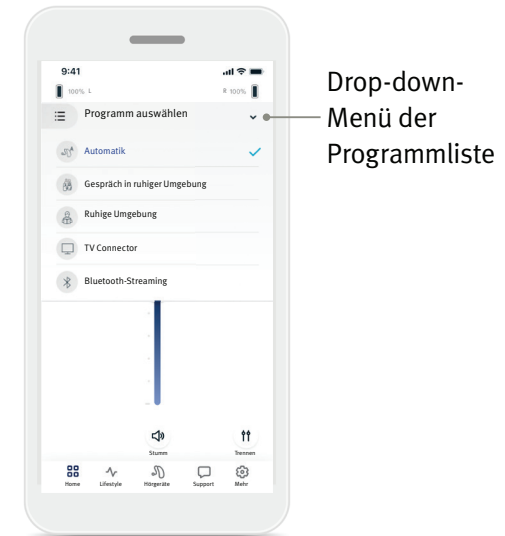 9:41
100% L
R 100%
Programm auswählen
Automatik
Gespräch in ruhiger Umgebung
Ruhige Umgebung
TV Connector
Bluetooth-Streaming
Stumm
Trennen
Home
Lifestyle
Hörgeräte
Support
Mehr
Drop-down-
Menü der
Programmliste